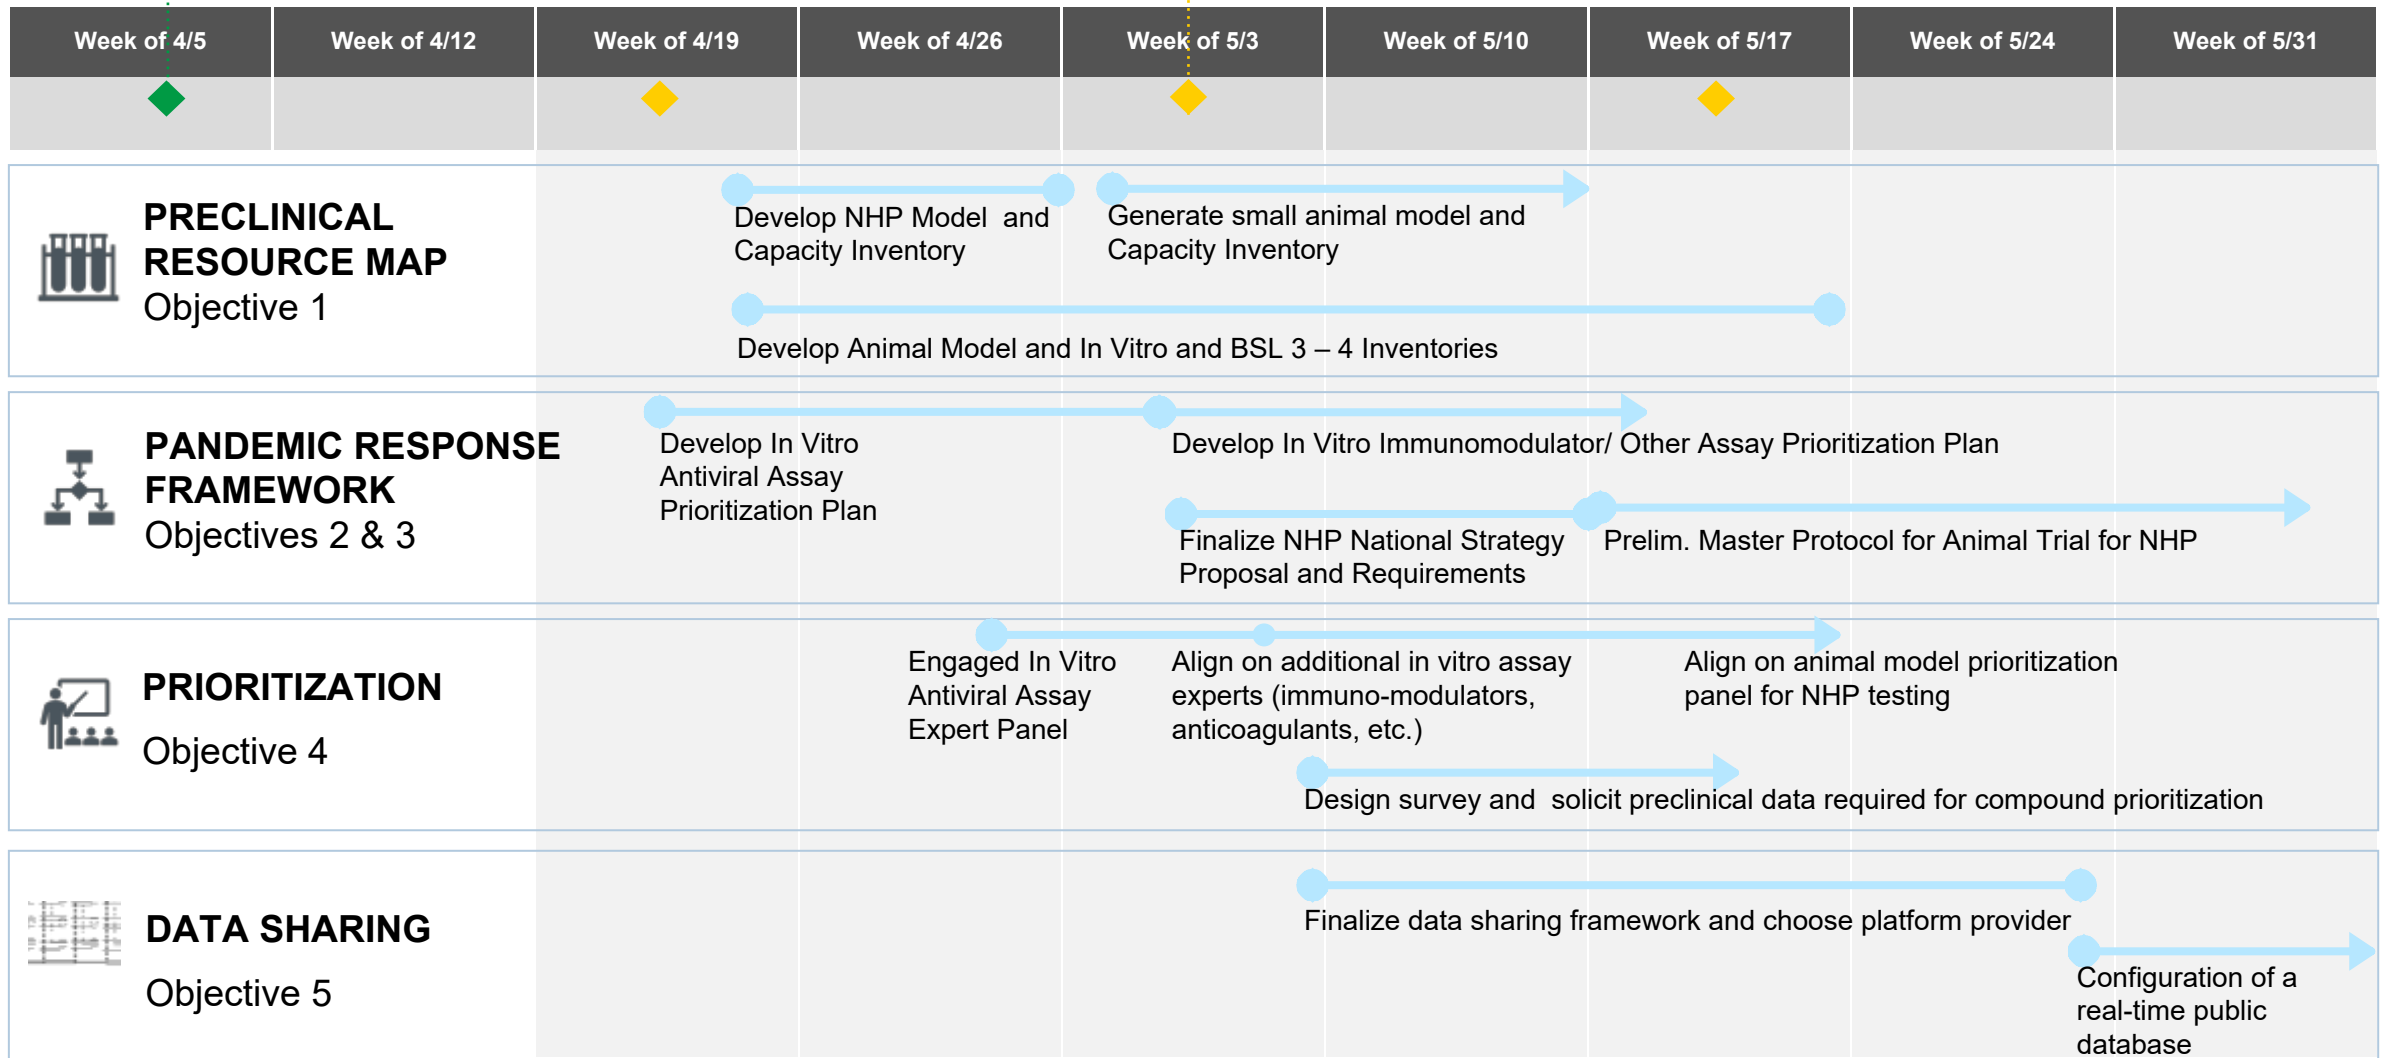 Week of 4/5
Week of 4/12
Week of 4/19
Week of 4/26
Week of 5/3
Week of 5/10
Week of 5/17
Week of 5/24
Week of 5/31
PRECLINICAL
RESOURCE MAP
Objective 1
Develop NHP Model and
Capacity Inventory
Generate small animal model and
Capacity Inventory
Develop Animal Model and In Vitro and BSL 3 – 4 Inventories
PANDEMIC RESPONSE
FRAMEWORK
Objectives 2 & 3
Develop In Vitro
Antiviral Assay
Prioritization Plan
Develop In Vitro Immunomodulator/ Other Assay Prioritization Plan
Finalize NHP National Strategy
Proposal and Requirements
Prelim. Master Protocol for Animal Trial for NHP
PRIORITIZATION
Objective 4
Engaged In Vitro
Antiviral Assay
Expert Panel
Align on additional in vitro assay
experts (immuno-modulators,
anticoagulants, etc.)
Align on animal model prioritization
panel for NHP testing
Design survey and solicit preclinical data required for compound prioritization
DATA SHARING
Objective 5
Finalize data sharing framework and choose platform provider
Configuration of a
real-time public
database